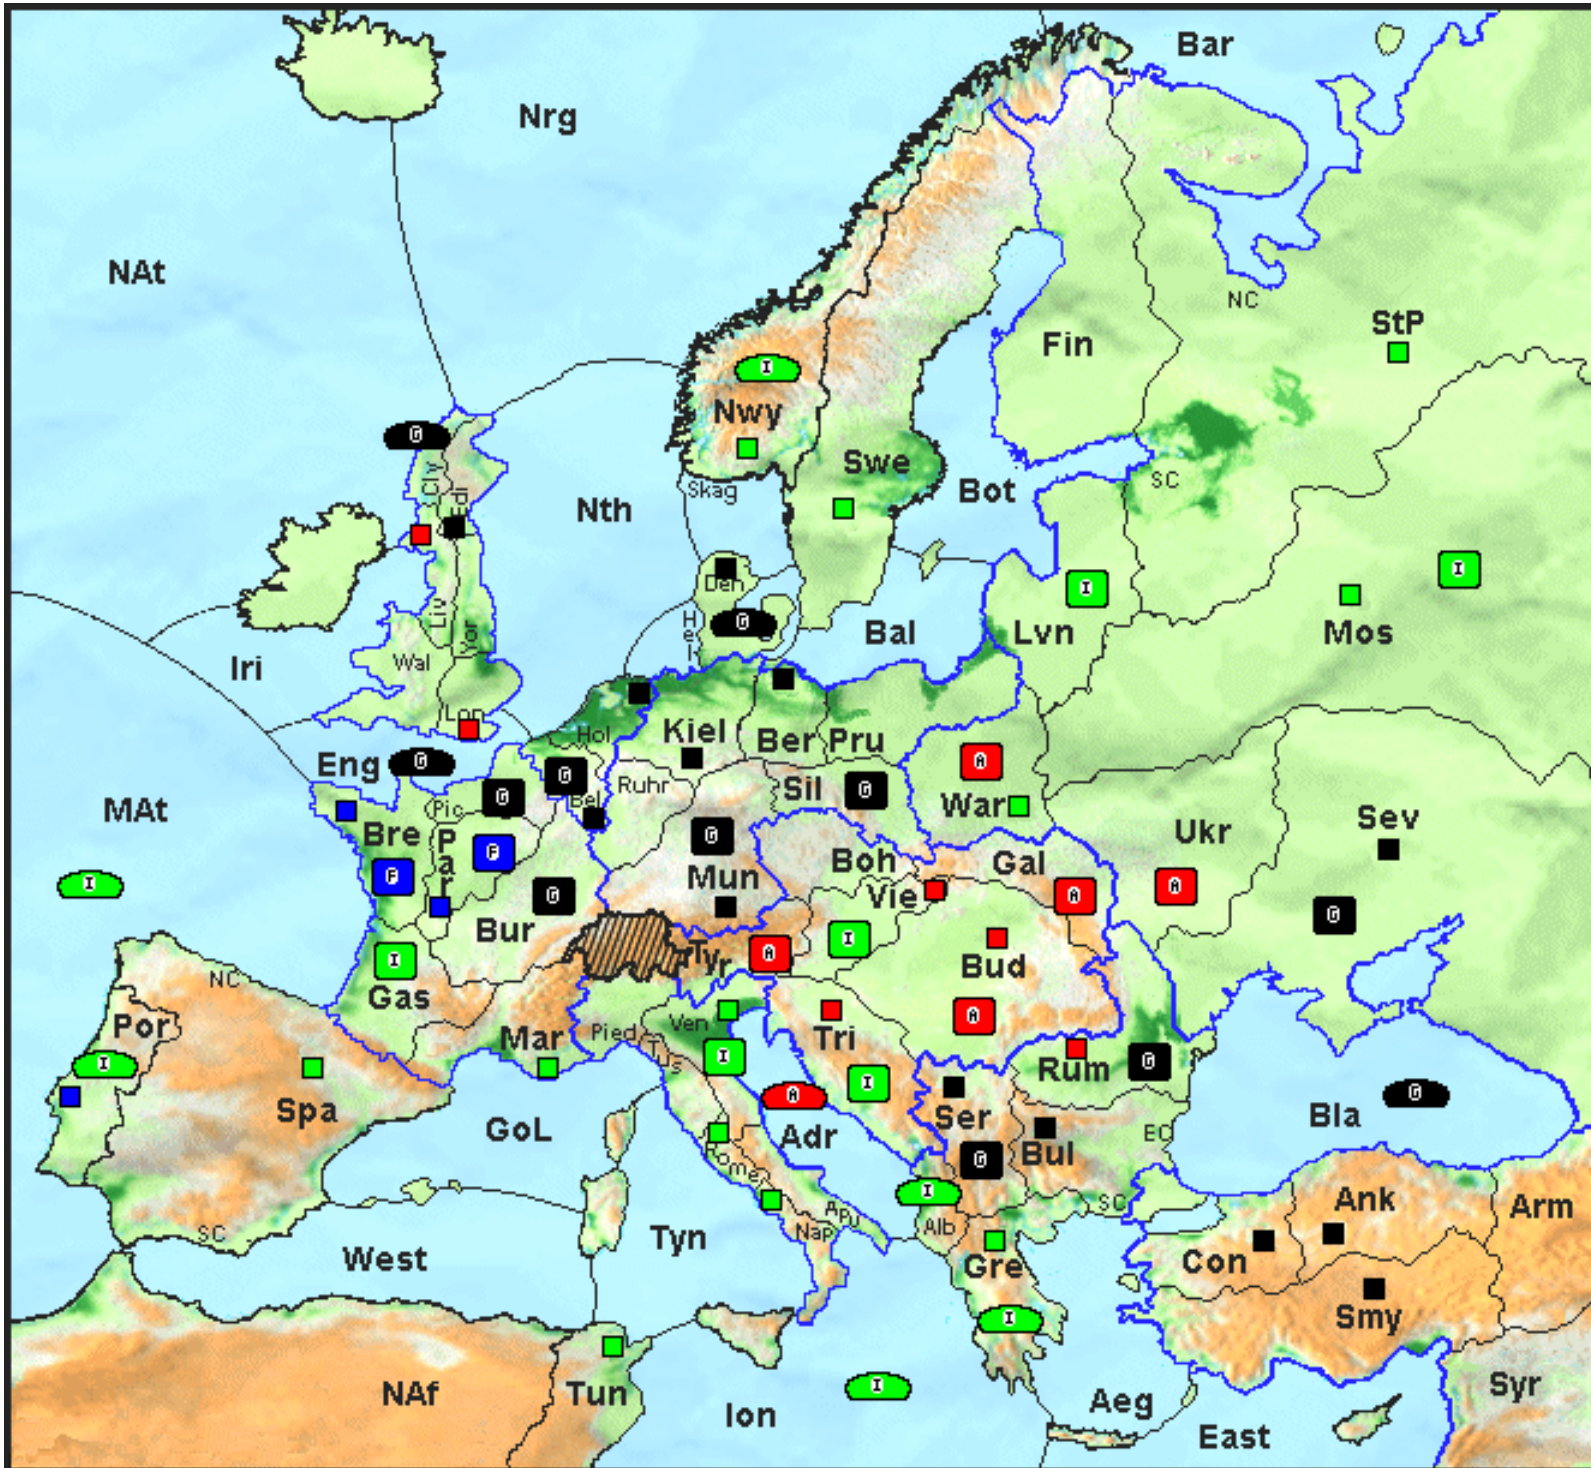 Bar
Nrg
NAt
NC
StP
Fin
I
Nwy
G
Cly
Edi
Swe
SC
Skag
Bot
Nth
I
I
Den
G
Hel
Liv
Yor
Lvn
Mos
Bal
Iri
Wal
Lon
Hol
Kiel
Ber
Pru
Eng
G
G
A
Ruhr
Sil
G
War
MAt
Pic
G
Bel
Sev
Ukr
Bre
Par
F
G
Boh
Gal
I
F
Mun
Vie
A
A
G
G
Bur
I
Tyr
A
I
Bud
Gas
NC
Por
Mar
Pied
Ven
Tri
A
I
Tus
I
Rum
G
I
A
G
Spa
GoL
Adr
Ser
Bla
Rome
G
Bul
EC
I
Ank
Arm
SC
West
Tyn
Apu
Nap
Alb
SC
Con
Gre
I
Smy
NAf
Tun
Ion
I
Aeg
Syr
East